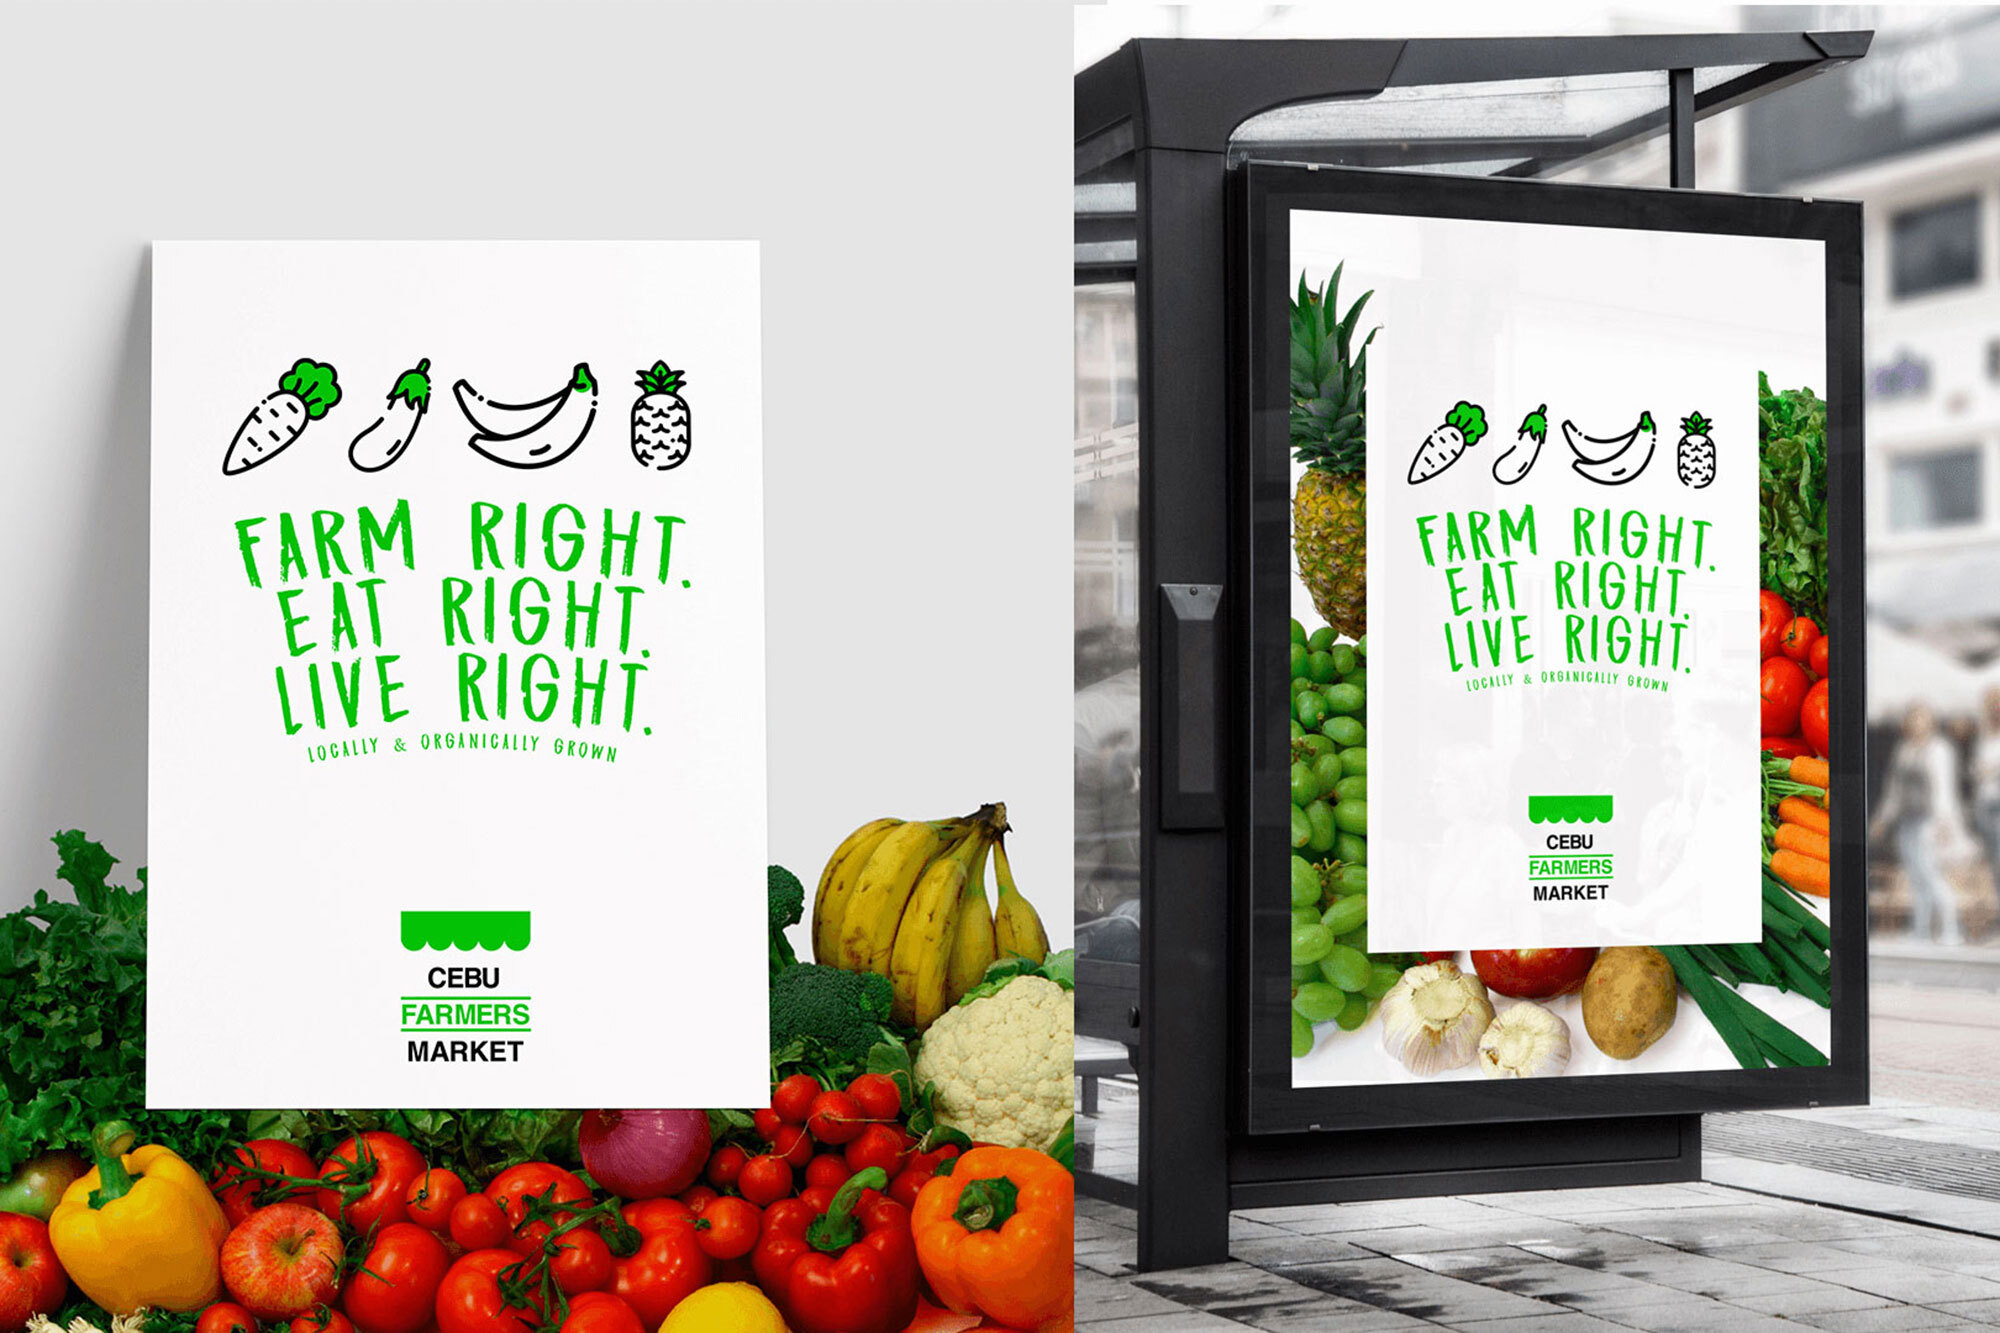 FARM RIGHT.
EAT RIGHT.
LIVE RIGHT.
LOCALLY & ORGANICALLY GROWN
CEBU
FARMERS
MARKET
FARM RIGHT.
EAT RIGHT.
LIVE RIGHT.
LOCALLY & ORGANICALLY GROWN
CEBU
FARMERS
MARKET